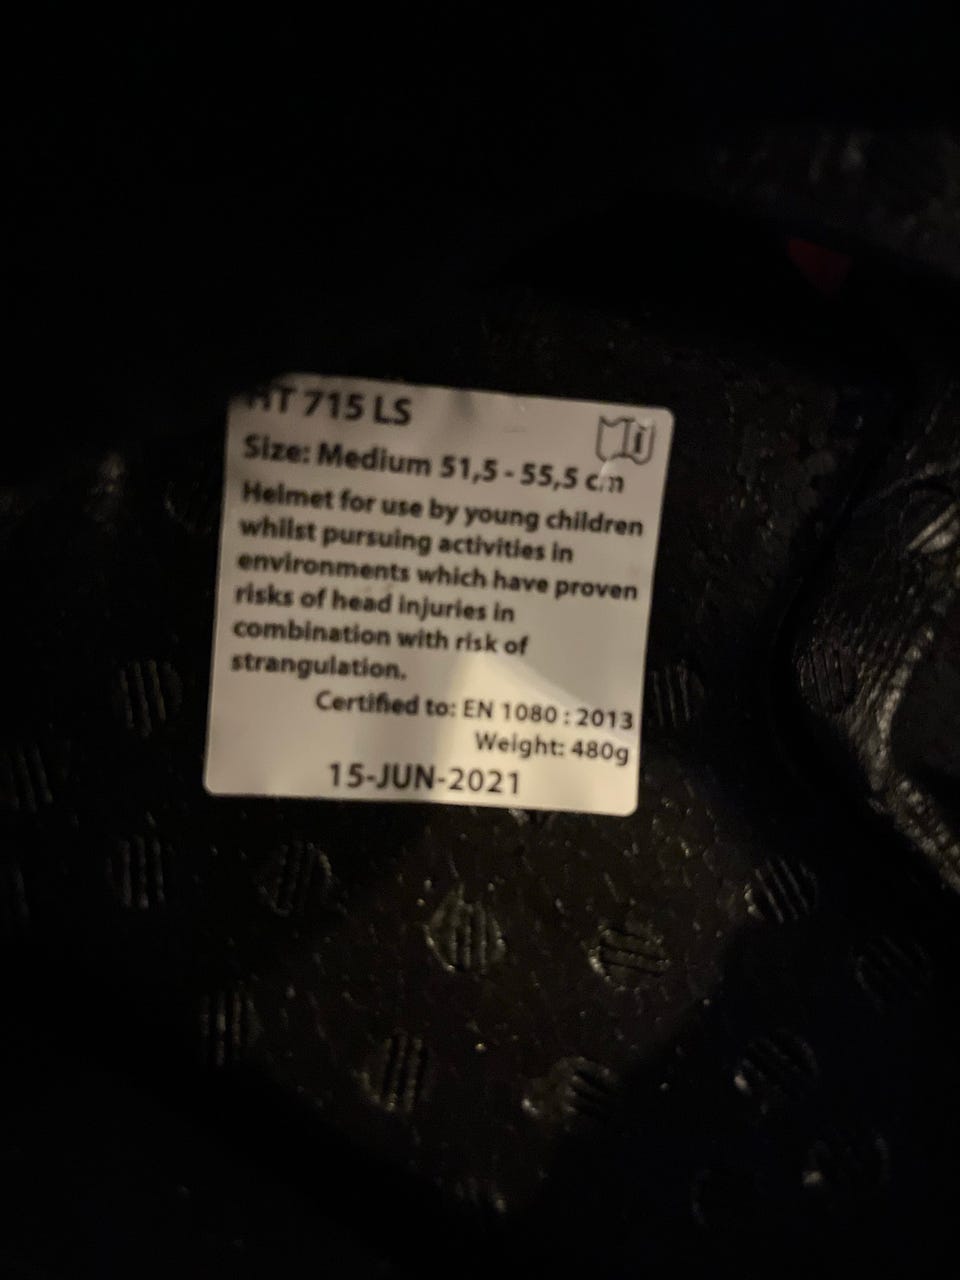 HT 715 LS
Size: Medium 51,5 - 55,5 cm
Helmet for use by young children
whilst pursuing activities in
environments which have proven
risks of head injuries in
combination with risk of
strangulation.
Certified to: EN 1080 : 2013
Weight: 480g
15-JUN-2021